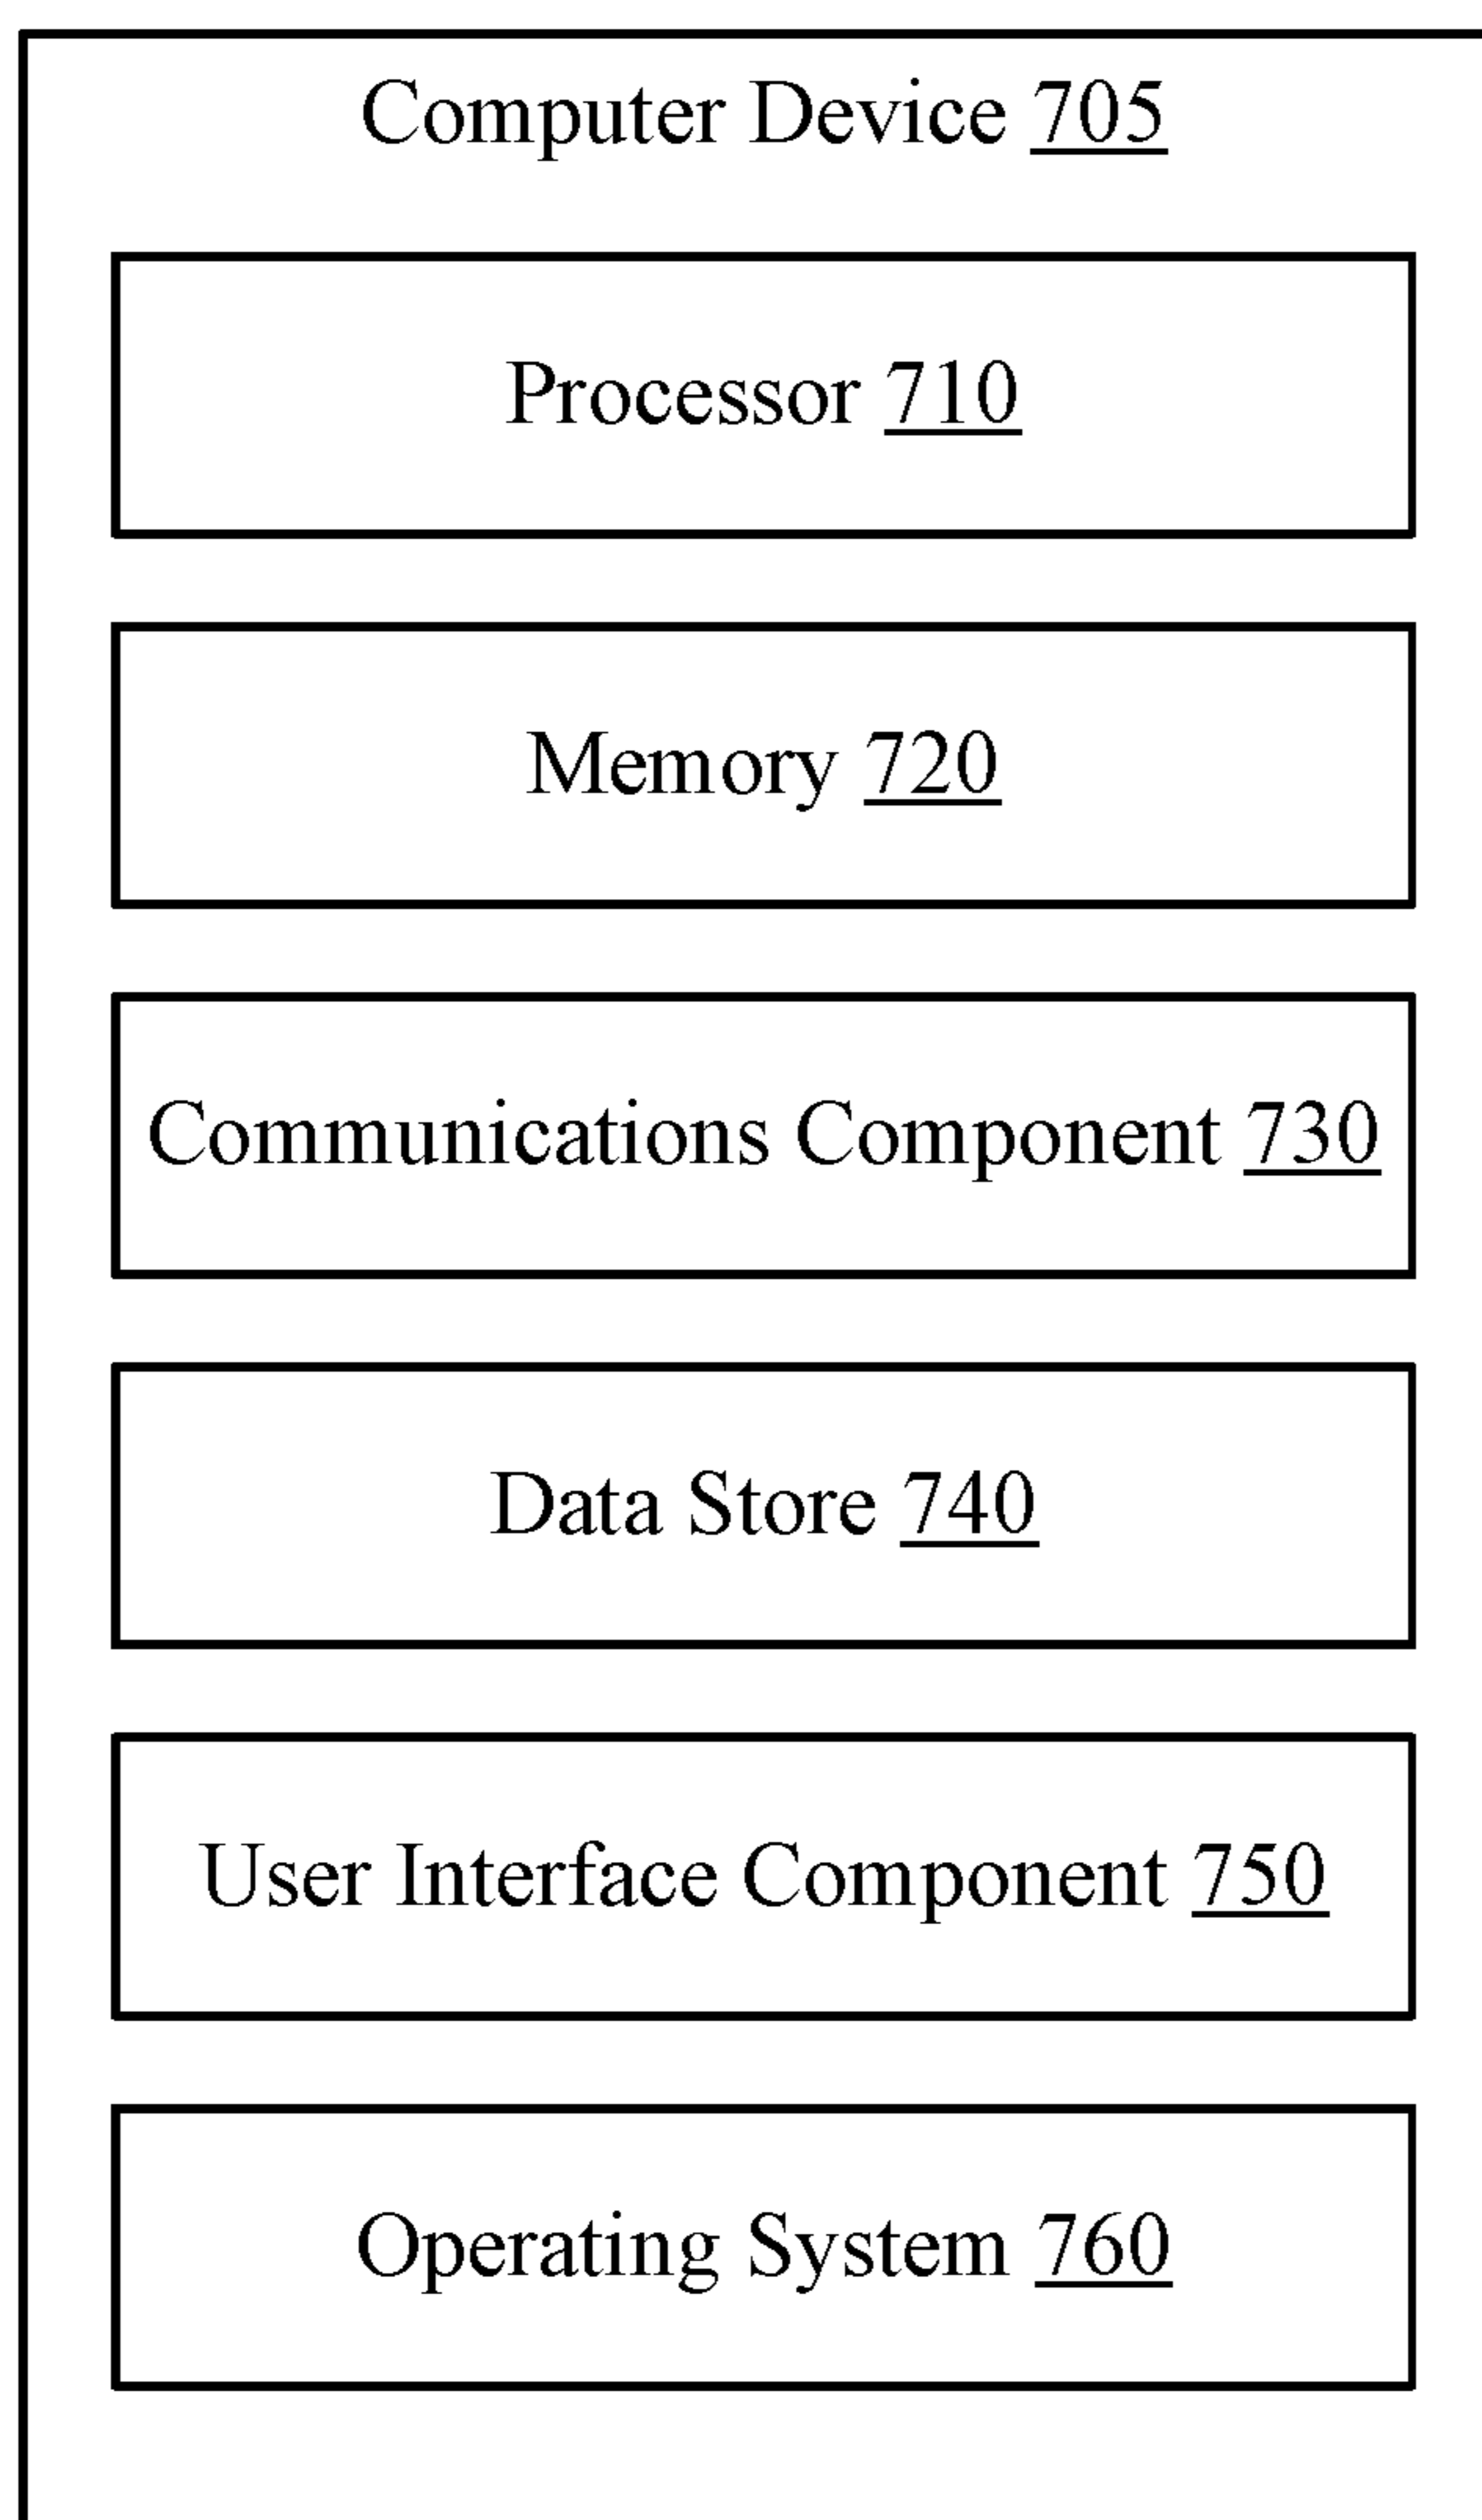 Computer Device 705
Processor 710
Memory 720
Communications Component 730
Data Store 740
User Interface Component 750
Operating System 760